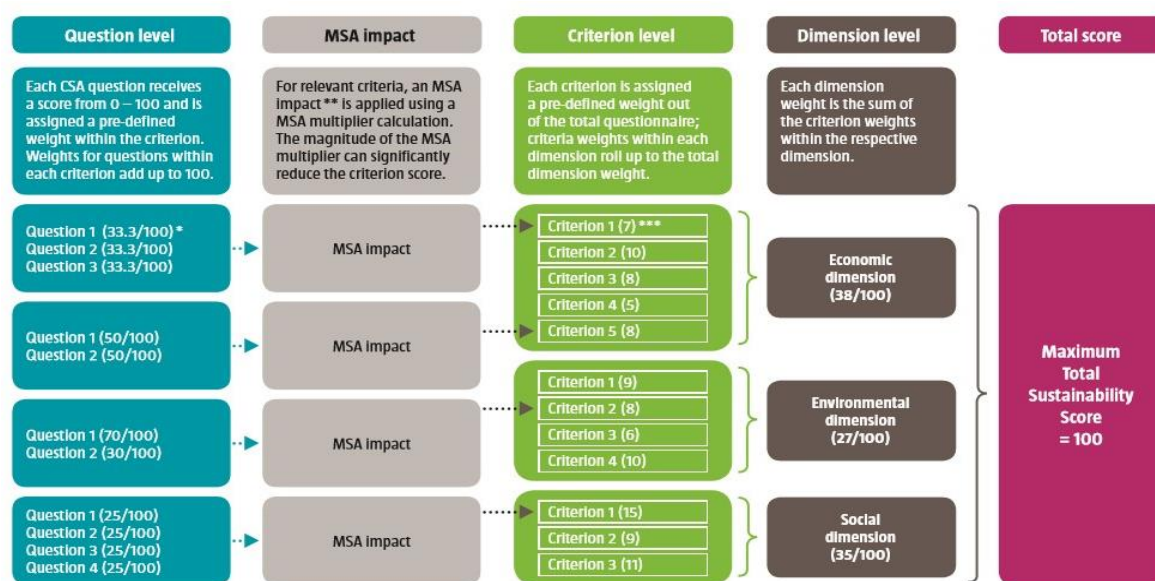 Question level
MSA impact
Criterion level
Dimension level
Total score
Each CSA question receives
a score from 0 – 100 and is
assigned a pre-defined
weight within the criterion.
Weights for questions within
each criterion add up to 100.
For relevant criteria, an MSA
impact** is applied using a
MSA multiplier calculation.
The magnitude of the MSA
multiplier can significantly
reduce the criterion score.
Each criterion is assigned
a pre-defined weight out
of the total questionnaire;
criteria weights within each
dimension roll up to the total
dimension weight.
Each dimension
weight is the sum of
the criterion weights
within the respective
dimension.
Question 1 (33.3/100)*
Question 2 (33.3/100)
Question 3 (33.3/100)
MSA impact
Criterion 1 (7)***
Criterion 2 (10)
Criterion 3 (8)
Criterion 4 (5)
Criterion 5 (8)
Economic
dimension
(38/100)
Question 1 (50/100)
Question 2 (50/100)
MSA impact
Question 1 (70/100)
Question 2 (30/100)
MSA impact
Criterion 1 (9)
Criterion 2 (8)
Criterion 3 (6)
Criterion 4 (10)
Environmental
dimension
(27/100)
Question 1 (25/100)
Question 2 (25/100)
Question 3 (25/100)
Question 4 (25/100)
MSA impact
Criterion 1 (15)
Criterion 2 (9)
Criterion 3 (11)
Social
dimension
(35/100)
Maximum
Total
Sustainability
Score
= 100